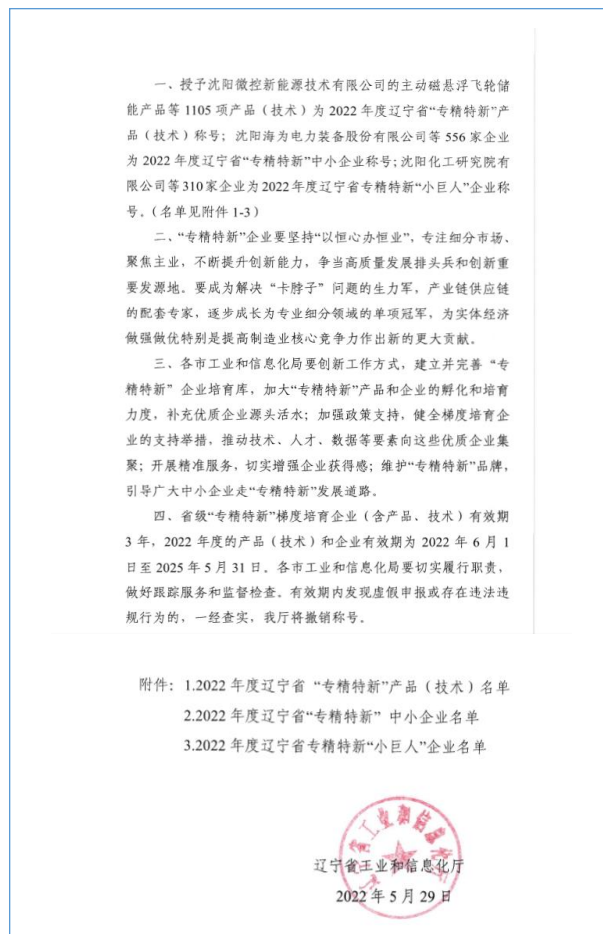 一、授予沈阳微控新能源技术有限公司的主动磁悬浮飞轮储
能产品等 1105 项产品（技术）为 2022 年度辽宁省“专精特新”产
品（技术）称号；沈阳海为电力装备股份有限公司等 556 家企业
为 2022 年度辽宁省“专精特新”中小企业称号；沈阳化工研究院有
限公司等310家企业为2022年度辽宁省专精特新“小巨人”企业称
号。（名单见附件 1-3）
二、“专精特新”企业要坚持“以恒心办恒业”，专注细分市场、
聚焦主业，不断提升创新能力，争当高质量发展排头兵和创新重
要发源地。要成为解决“卡脖子”问题的生力军，产业链供应链
的配套专家，逐步成长为专业细分领域的单项冠军，为实体经济
做强做优特别是提高制造业核心竞争力作出新的更大贡献。
三、各市工业和信息化局要创新工作方式，建立并完善“专
精特新”企业培育库，加大“专精特新”产品和企业的孵化和培育
力度，补充优质企业源头活水；加强政策支持，健全梯度培育企
业的支持举措，推动技术、人才、数据等要素向这些优质企业集
聚；开展精准服务，切实增强企业获得感；维护“专精特新”品牌，
引导广大中小企业走“专精特新”发展道路。
四、省级“专精特新”梯度培育企业（含产品、技术）有效期
3 年，2022 年度的产品（技术）和企业有效期为 2022 年 6 月 1
日至 2025 年 5 月 31 日。各市工业和信息化局要切实履行职责，
做好跟踪服务和监督检查。有效期内发现虚假申报或存在违法违
规行为的，一经查实，我厅将撤销称号。
附件：1.2022 年度辽宁省 “专精特新”产品（技术）名单
2.2022 年度辽宁省“专精特新” 中小企业名单
3.2022 年度辽宁省专精特新“小巨人”企业名单
辽宁省工业和信息化厅
辽宁省工业和信息化厅
2022 年 5 月 29 日